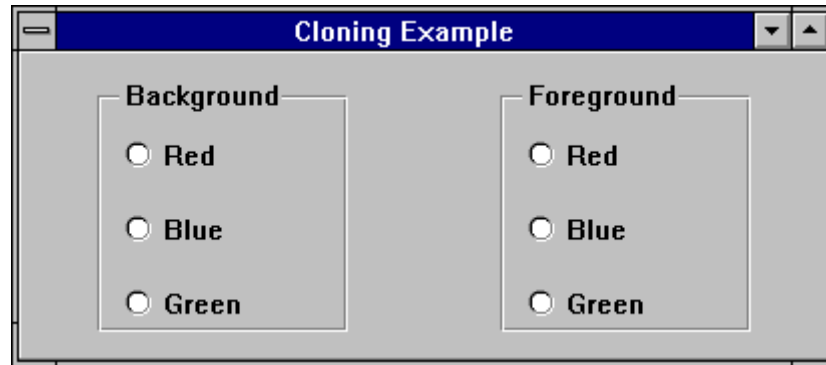 Cloning Example
Background
Red
Blue
Green
Foreground
Red
Blue
Green